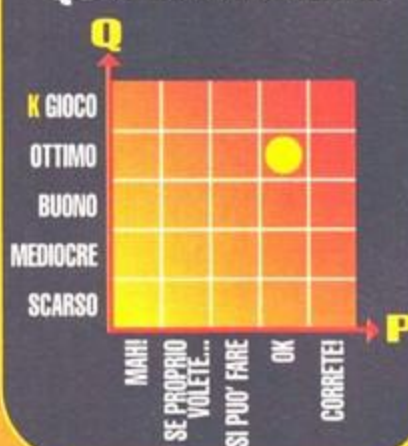 Q
K GIOCO
OTTIMO
BUONO
MEDIOCRE
SCARSO
P
MAH!
SE PROPRIO
VOLETE...
SI PUO' FARE
OK
CORRETE!